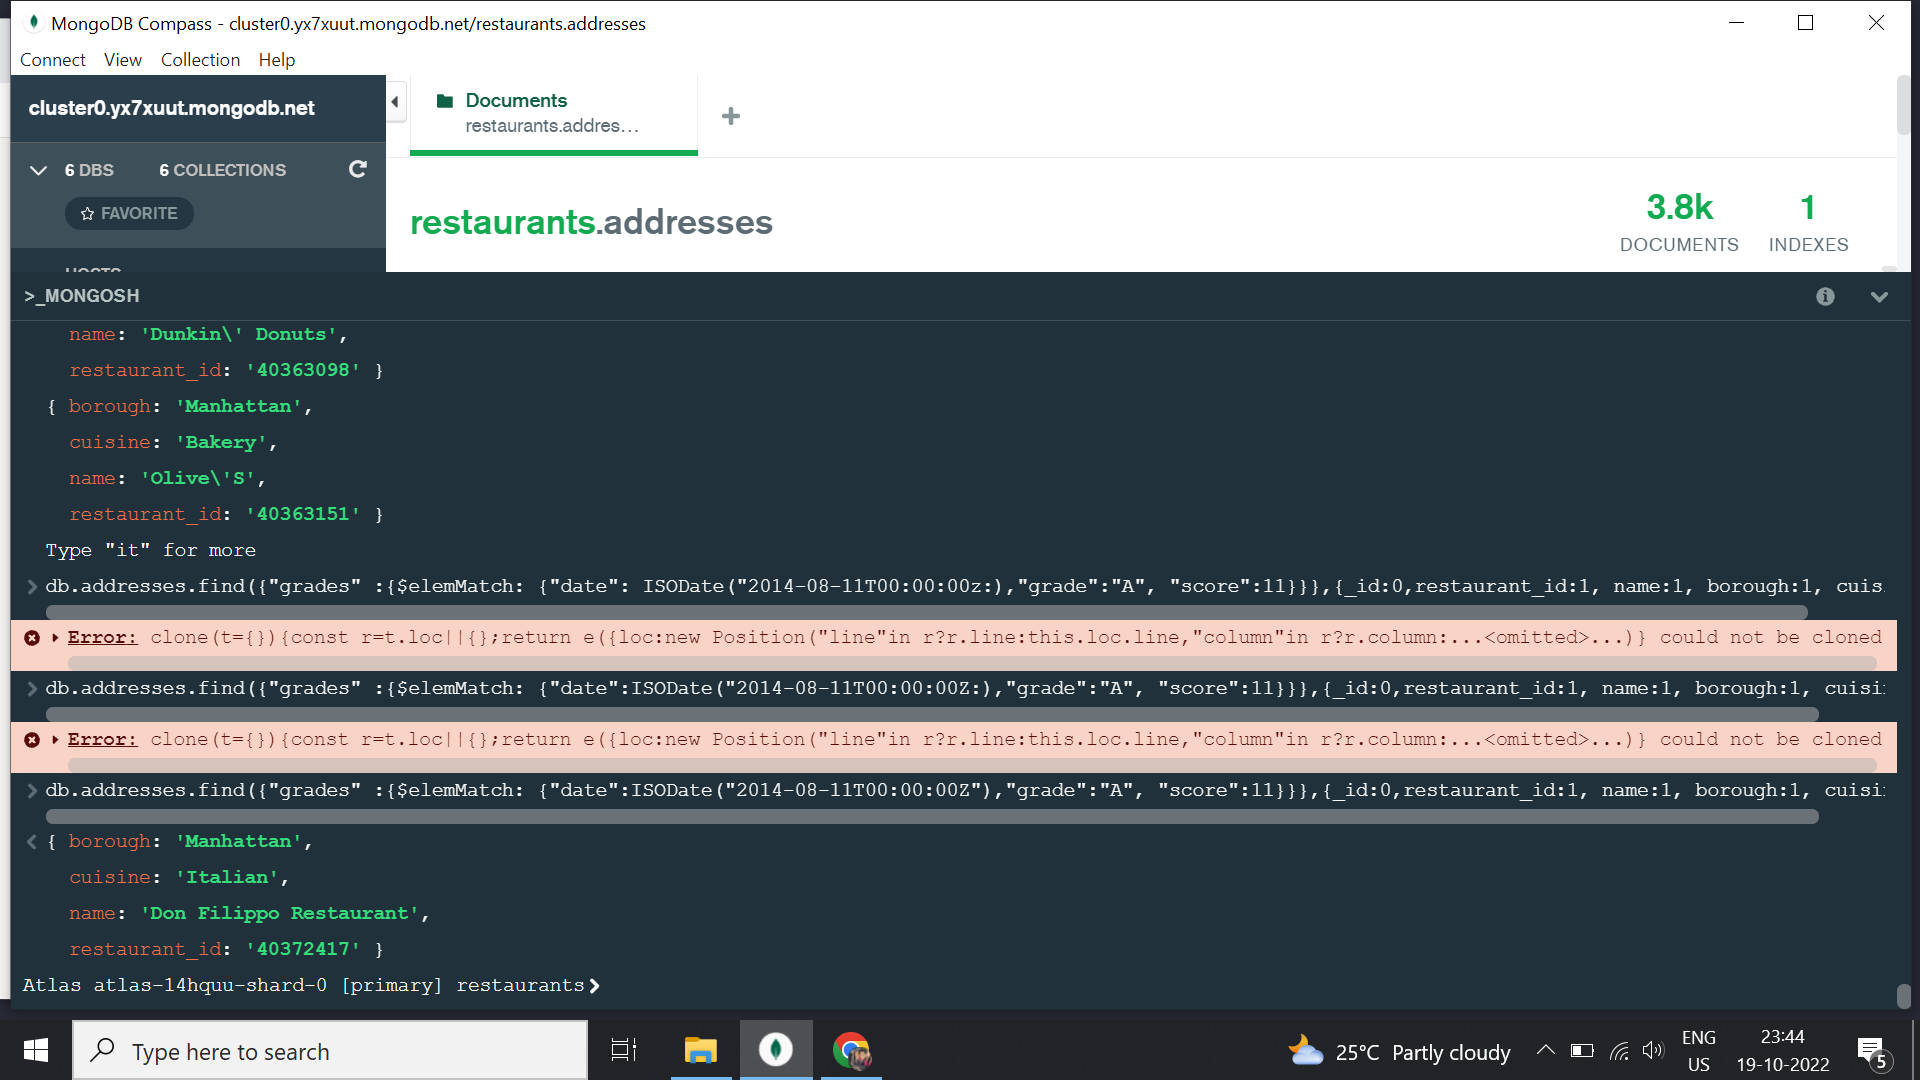 MongoDB Compass - cluster0.yx7xuut.mongodb.net/restaurants.addresses
Connect View Collection Help
cluster0.yx7xuut.mongodb.net
Documents
restaurants.addres...
6 DBS 6 COLLECTIONS
FAVORITE
HOSTS
restaurants.addresses
3.8k
DOCUMENTS
1
INDEXES
>_MONGOSH
name: 'Dunkin\' Donuts',
restaurant_id: '40363098' }
{ borough: 'Manhattan',
cuisine: 'Bakery',
name: 'Olive\'S',
restaurant_id: '40363151' }
Type "it" for more
db.addresses.find({"grades" :{$elemMatch: {"date": ISODate("2014-08-11T00:00:00z:),"grade":"A", "score":11}}},{_id:0,restaurant_id:1, name:1, borough:1, cuis
Error: clone(t={}){const r=t.loc||{};return e({loc:new Position("line"in r?r.line:this.loc.line,"column"in r?r.column:...<omitted>...)} could not be cloned
db.addresses.find({"grades" :{$elemMatch: {"date":ISODate("2014-08-11T00:00:00Z:),"grade":"A", "score":11}}},{_id:0,restaurant_id:1, name:1, borough:1, cuisi
Error: clone(t={}){const r=t.loc||{};return e({loc:new Position("line"in r?r.line:this.loc.line,"column"in r?r.column:...<omitted>...)} could not be cloned
db.addresses.find({"grades" :{$elemMatch: {"date":ISODate("2014-08-11T00:00:00Z"),"grade":"A", "score":11}}},{_id:0,restaurant_id:1, name:1, borough:1, cuisi
{ borough: 'Manhattan',
cuisine: 'Italian',
name: 'Don Filippo Restaurant',
restaurant_id: '40372417' }
Atlas atlas-14hquu-shard-0 [primary] restaurants>
Type here to search
25°C Partly cloudy
ENG
US
23:44
19-10-2022
5